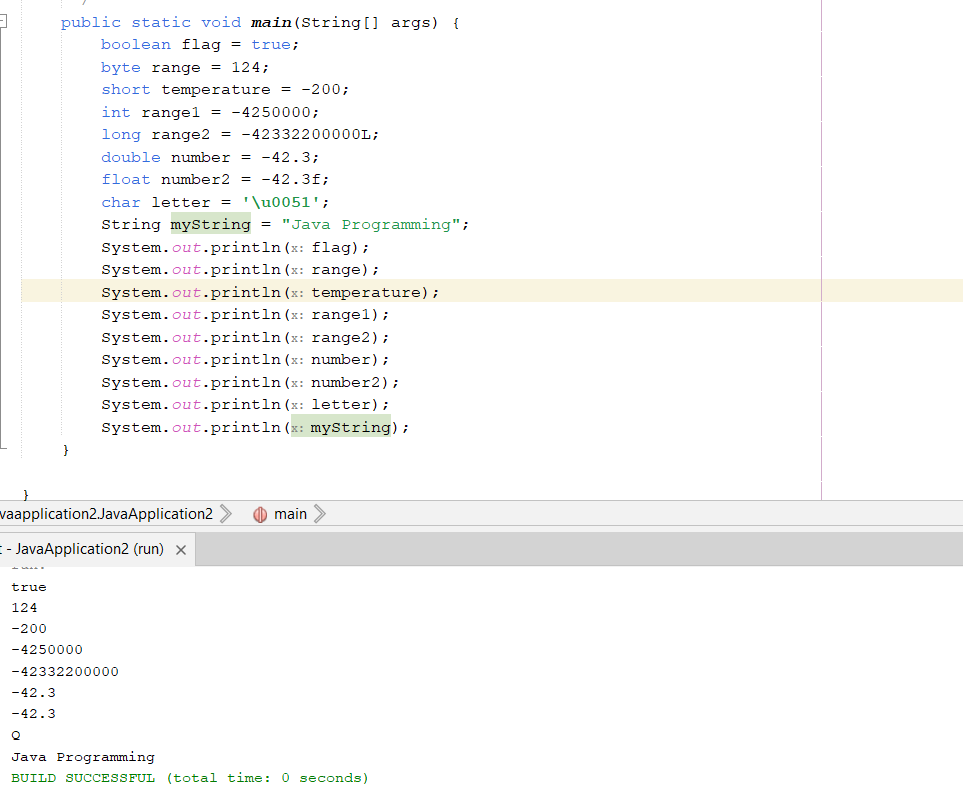 public static void main(String[] args) {
boolean flag = true;
byte range = 124;
short temperature = -200;
int range1 = -4250000;
long range2 = -42332200000L;
double number = -42.3;
float number2 = -42.3f;
char letter = '\u0051';
String myString = "Java Programming";
System.out.println(x: flag);
System.out.println(x: range);
System.out.println(x: temperature);
System.out.println(x: range1);
System.out.println(x: range2);
System.out.println(x: number);
System.out.println(x: number2);
System.out.println(x: letter);
System.out.println(x: myString);
}
}
vaapplication2.JavaApplication2 main
- JavaApplication2 (run)
true
124
-200
-4250000
-42332200000
-42.3
-42.3
Q
Java Programming
BUILD SUCCESSFUL (total time: 0 seconds)